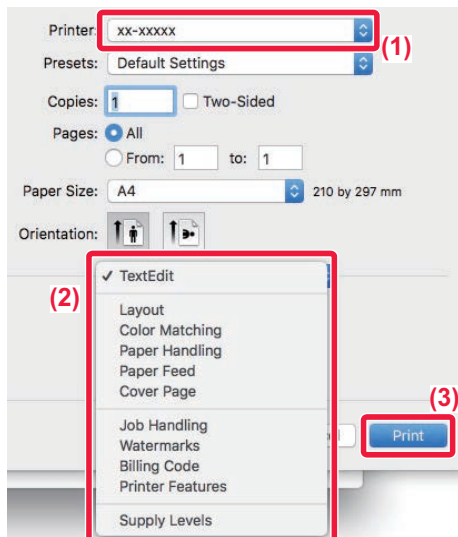 Printer: xx-xxxxx
(1)
Presets: Default Settings
Copies: 1 Two-Sided
Pages: All
From: 1 to: 1
Paper Size: A4 210 by 297 mm
Orientation:
(2)
✓ TextEdit
Layout
Color Matching
Paper Handling
Paper Feed
Cover Page
Job Handling
Watermarks
Billing Code
Printer Features
Supply Levels
(3)
Print